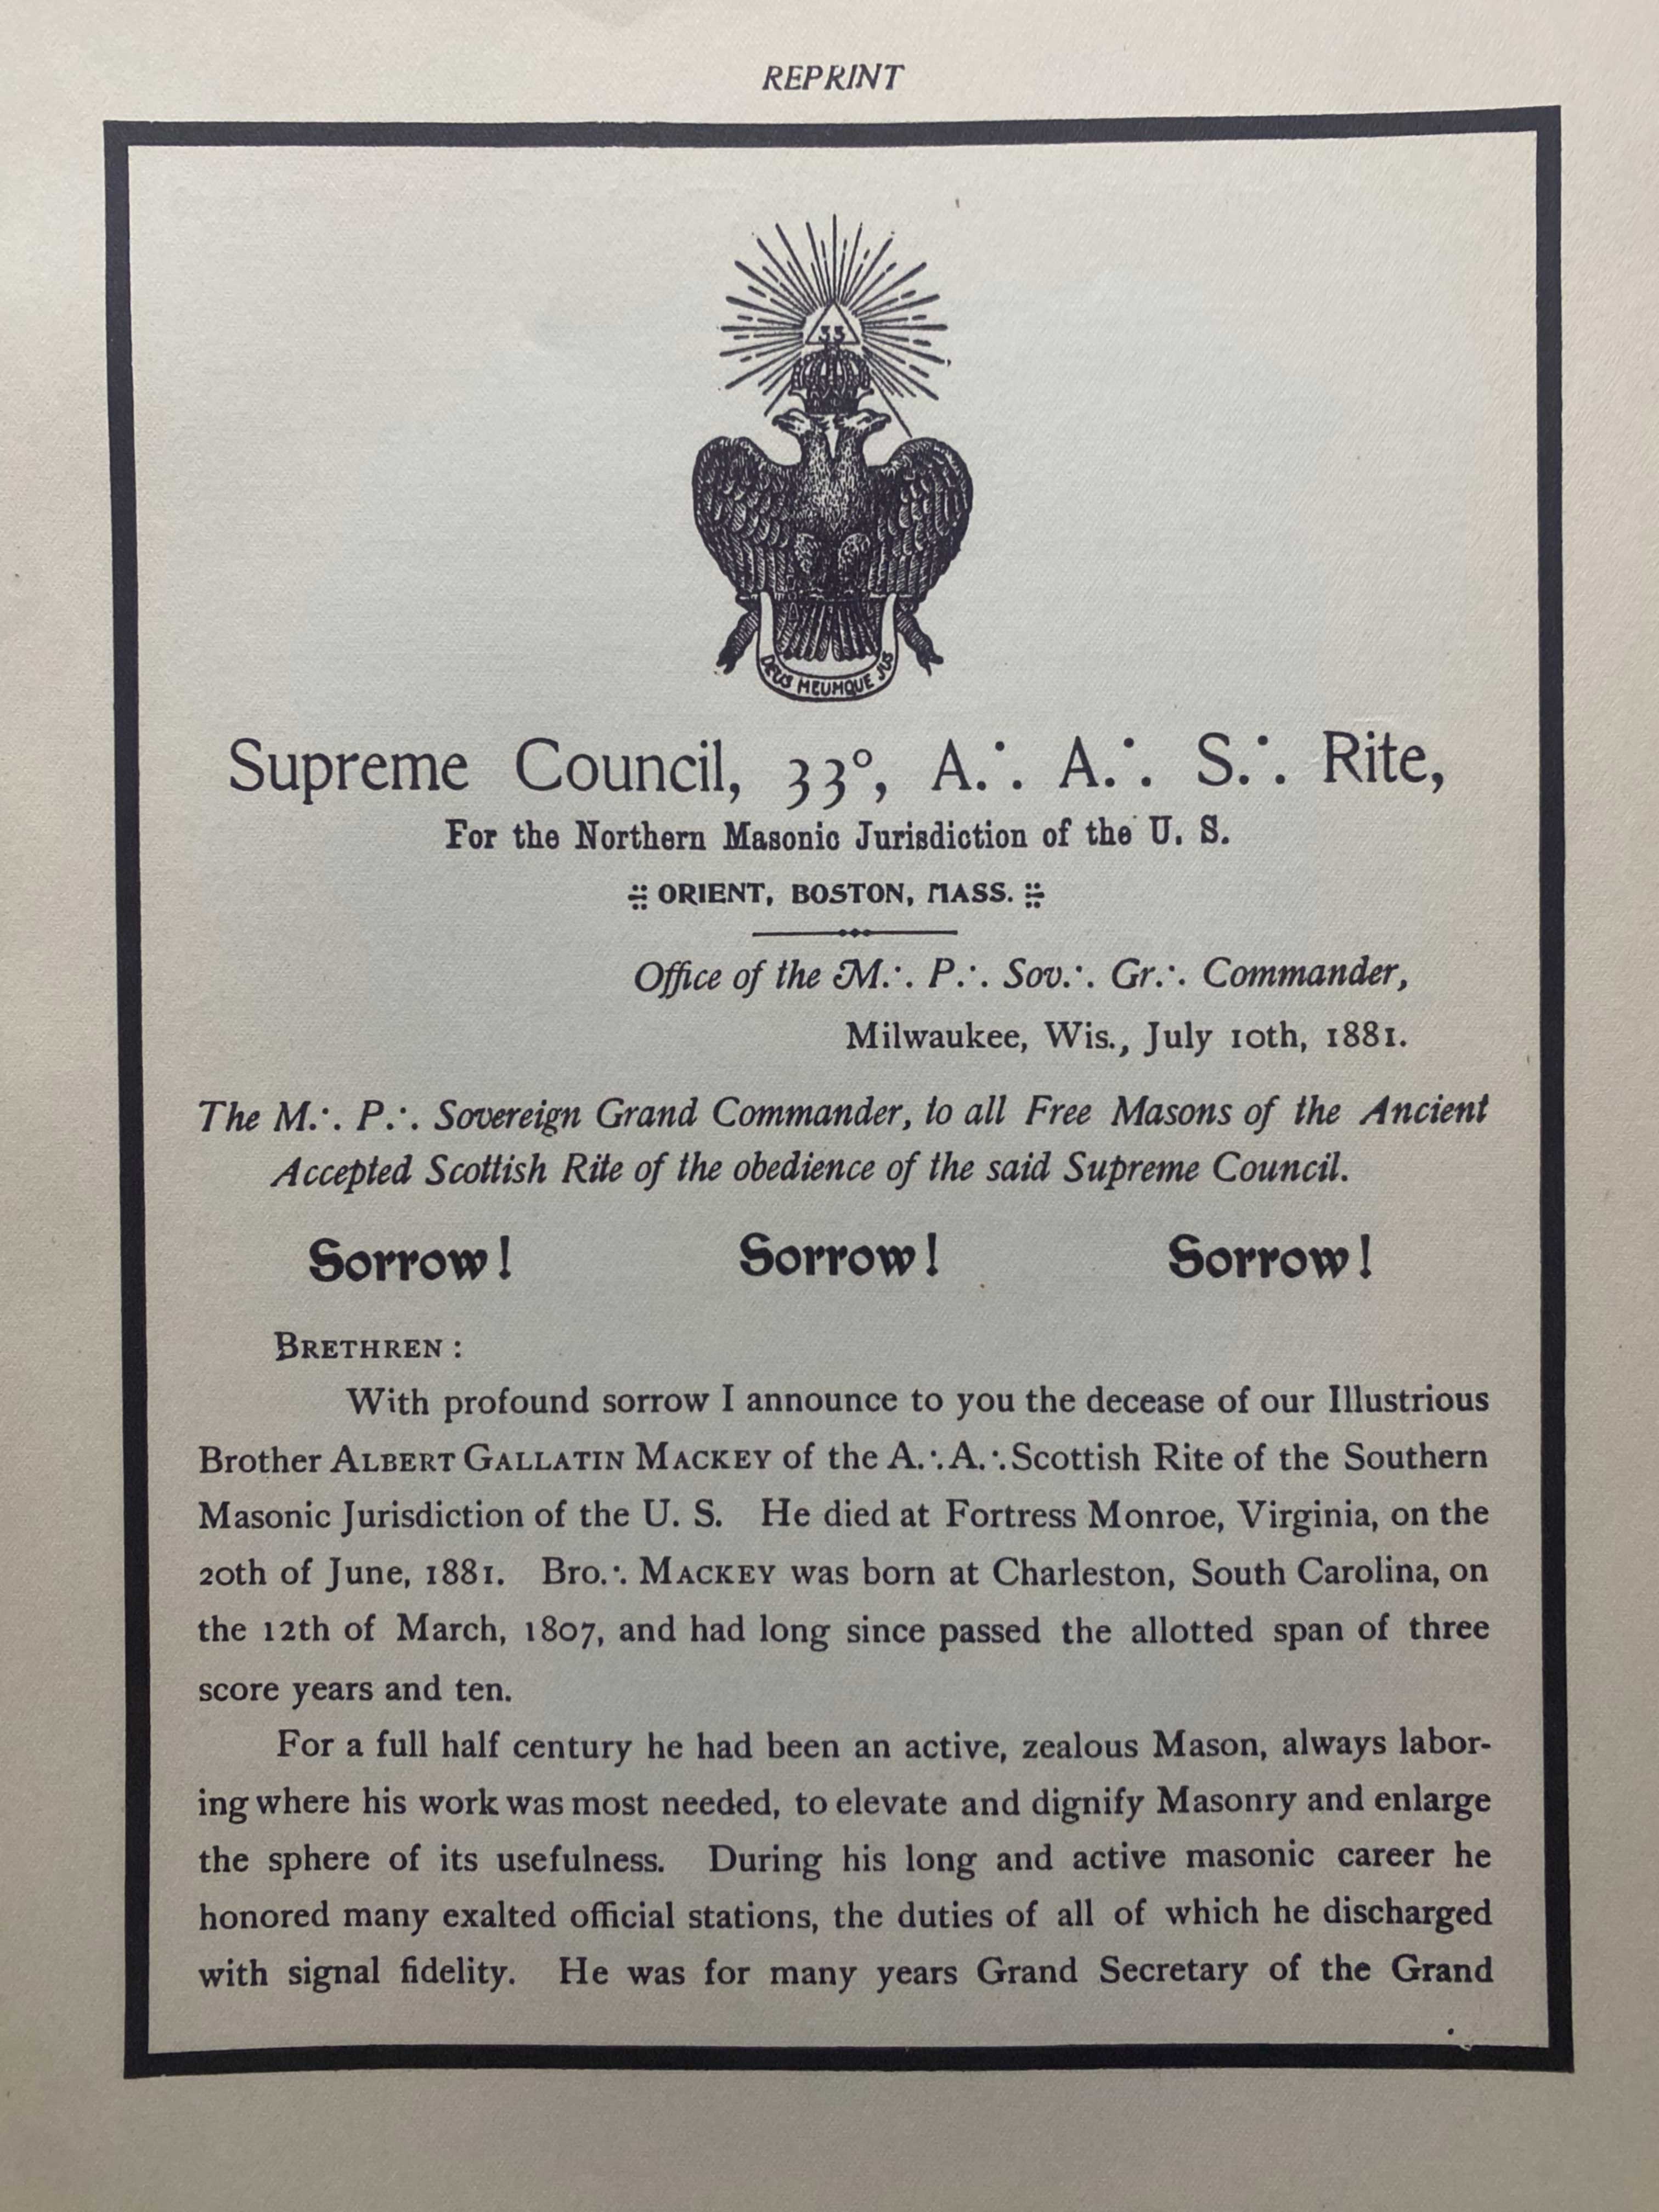 REPRINT
33
DEUS MEUMQUE JUS
Supreme Council, 33°, A.·. A.·. S.·. Rite,
For the Northern Masonic Jurisdiction of the U. S.
ORIENT, BOSTON, MASS.
Office of the M.·. P.·. Sov.·. Gr.·. Commander,
Milwaukee, Wis., July 10th, 1881.
The M.·. P.·. Sovereign Grand Commander, to all Free Masons of the Ancient
Accepted Scottish Rite of the obedience of the said Supreme Council.
Sorrow! Sorrow! Sorrow!
BRETHREN:
With profound sorrow I announce to you the decease of our Illustrious
Brother ALBERT GALLATIN MACKEY of the A.·.A.·.Scottish Rite of the Southern
Masonic Jurisdiction of the U. S. He died at Fortress Monroe, Virginia, on the
20th of June, 1881. Bro.·. MACKEY was born at Charleston, South Carolina, on
the 12th of March, 1807, and had long since passed the allotted span of three
score years and ten.
For a full half century he had been an active, zealous Mason, always labor-
ing where his work was most needed, to elevate and dignify Masonry and enlarge
the sphere of its usefulness. During his long and active masonic career he
honored many exalted official stations, the duties of all of which he discharged
with signal fidelity. He was for many years Grand Secretary of the Grand